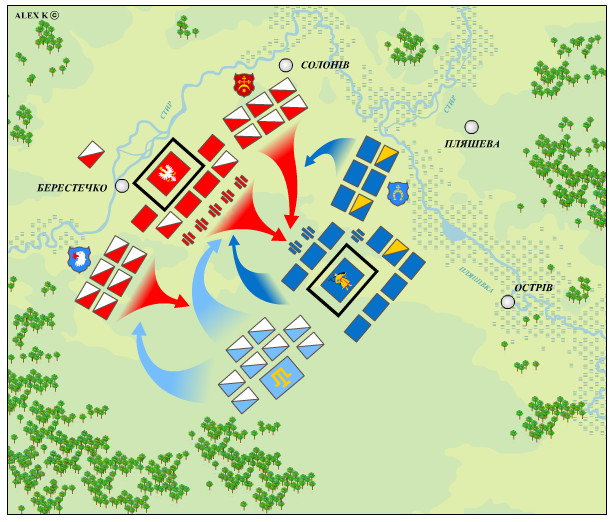 ALEX K ©
СОЛОНІВ
СТИР
СТИР
ПЛЯШЕВА
БЕРЕСТЕЧКО
ПЛЯШІВКА
ОСТРІВ